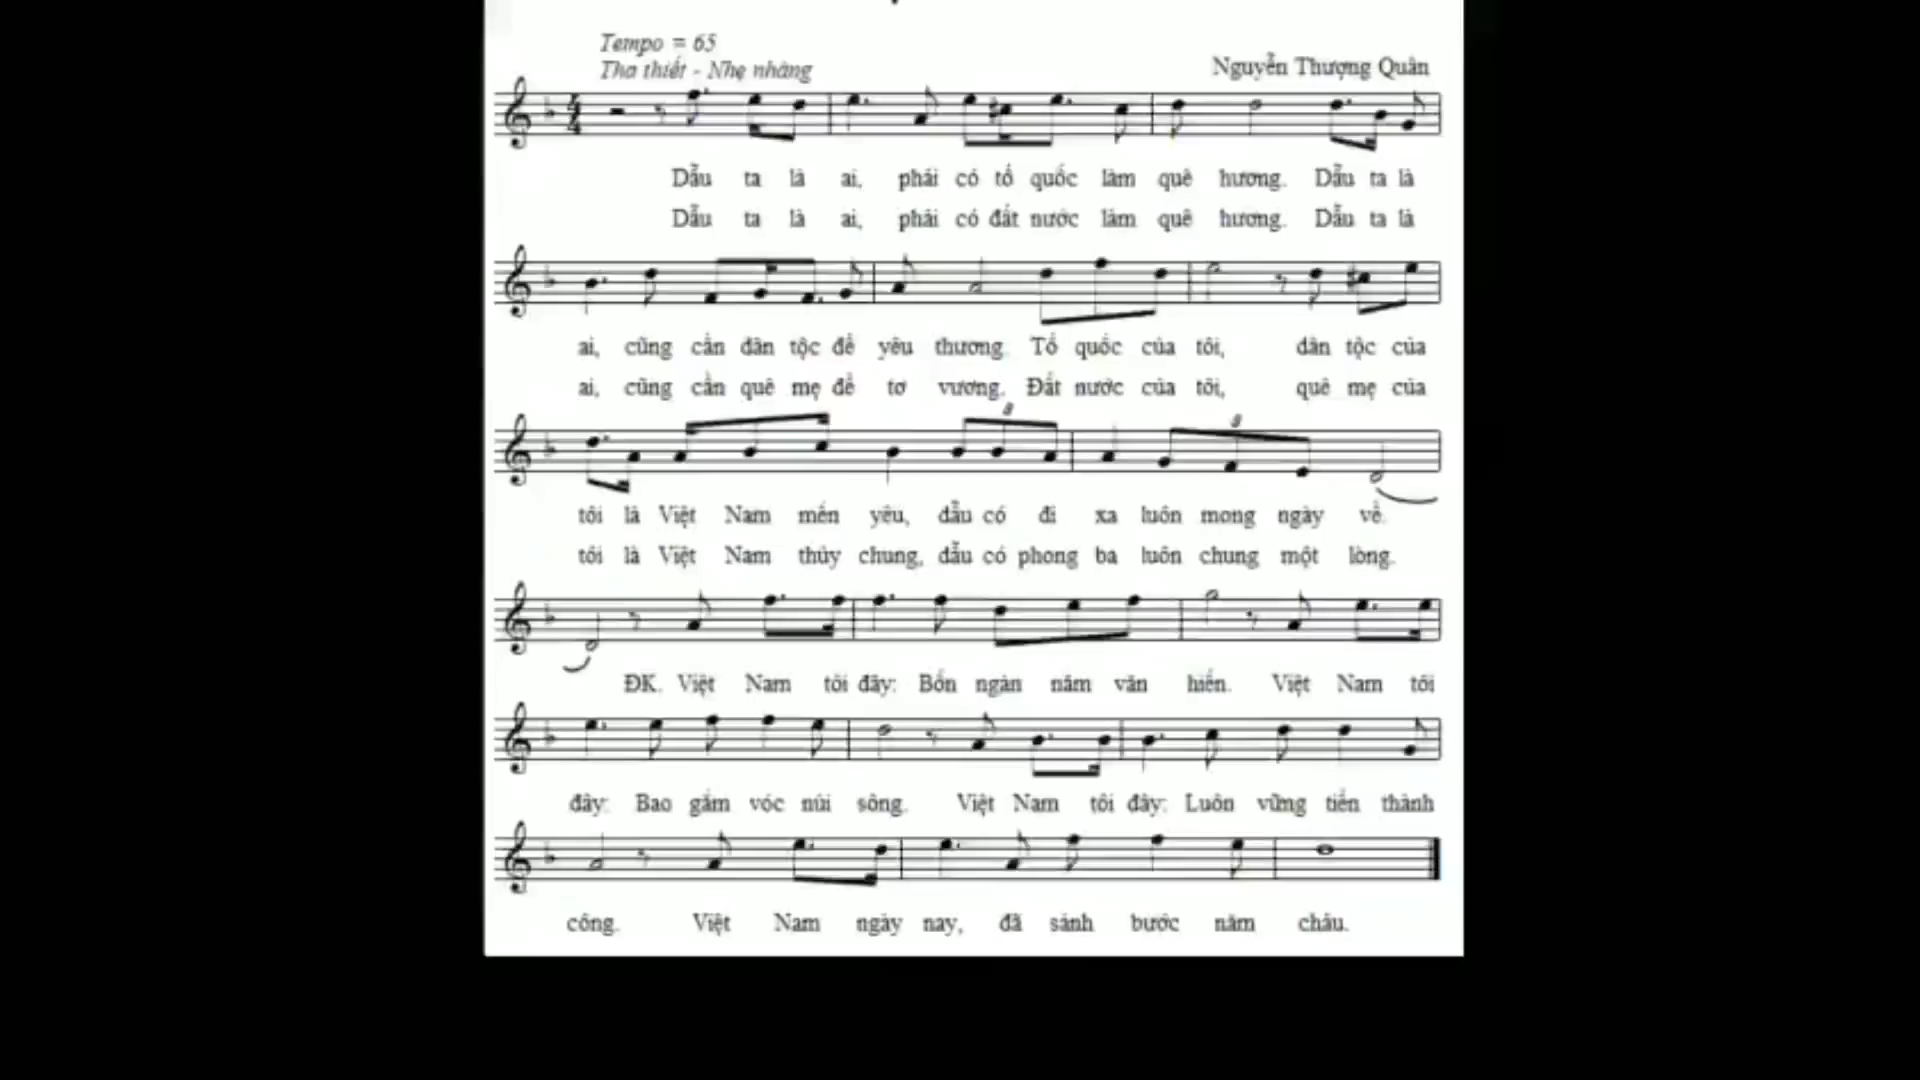 Tempo = 65
Tha thiết - Nhẹ nhàng
Nguyễn Thượng Quân
Dẫu ta là ai, phải có tổ quốc làm quê hương. Dẫu ta là
Dẫu ta là ai, phải có đất nước làm quê hương. Dẫu ta là
ai, cũng cần dân tộc để yêu thương. Tổ quốc của tôi, dân tộc của
ai, cũng cần quê mẹ để tơ vương. Đất nước của tôi, quê mẹ của
tôi là Việt Nam mến yêu, dẫu có đi xa luôn mong ngày về.
tôi là Việt Nam thủy chung, dẫu có phong ba luôn chung một lòng.
ĐK. Việt Nam tôi đây: Bốn ngàn năm văn hiến. Việt Nam tôi
đây: Bao gấm vóc núi sông. Việt Nam tôi đây: Luôn vững tiến thành
công. Việt Nam ngày nay, đã sánh bước năm châu.